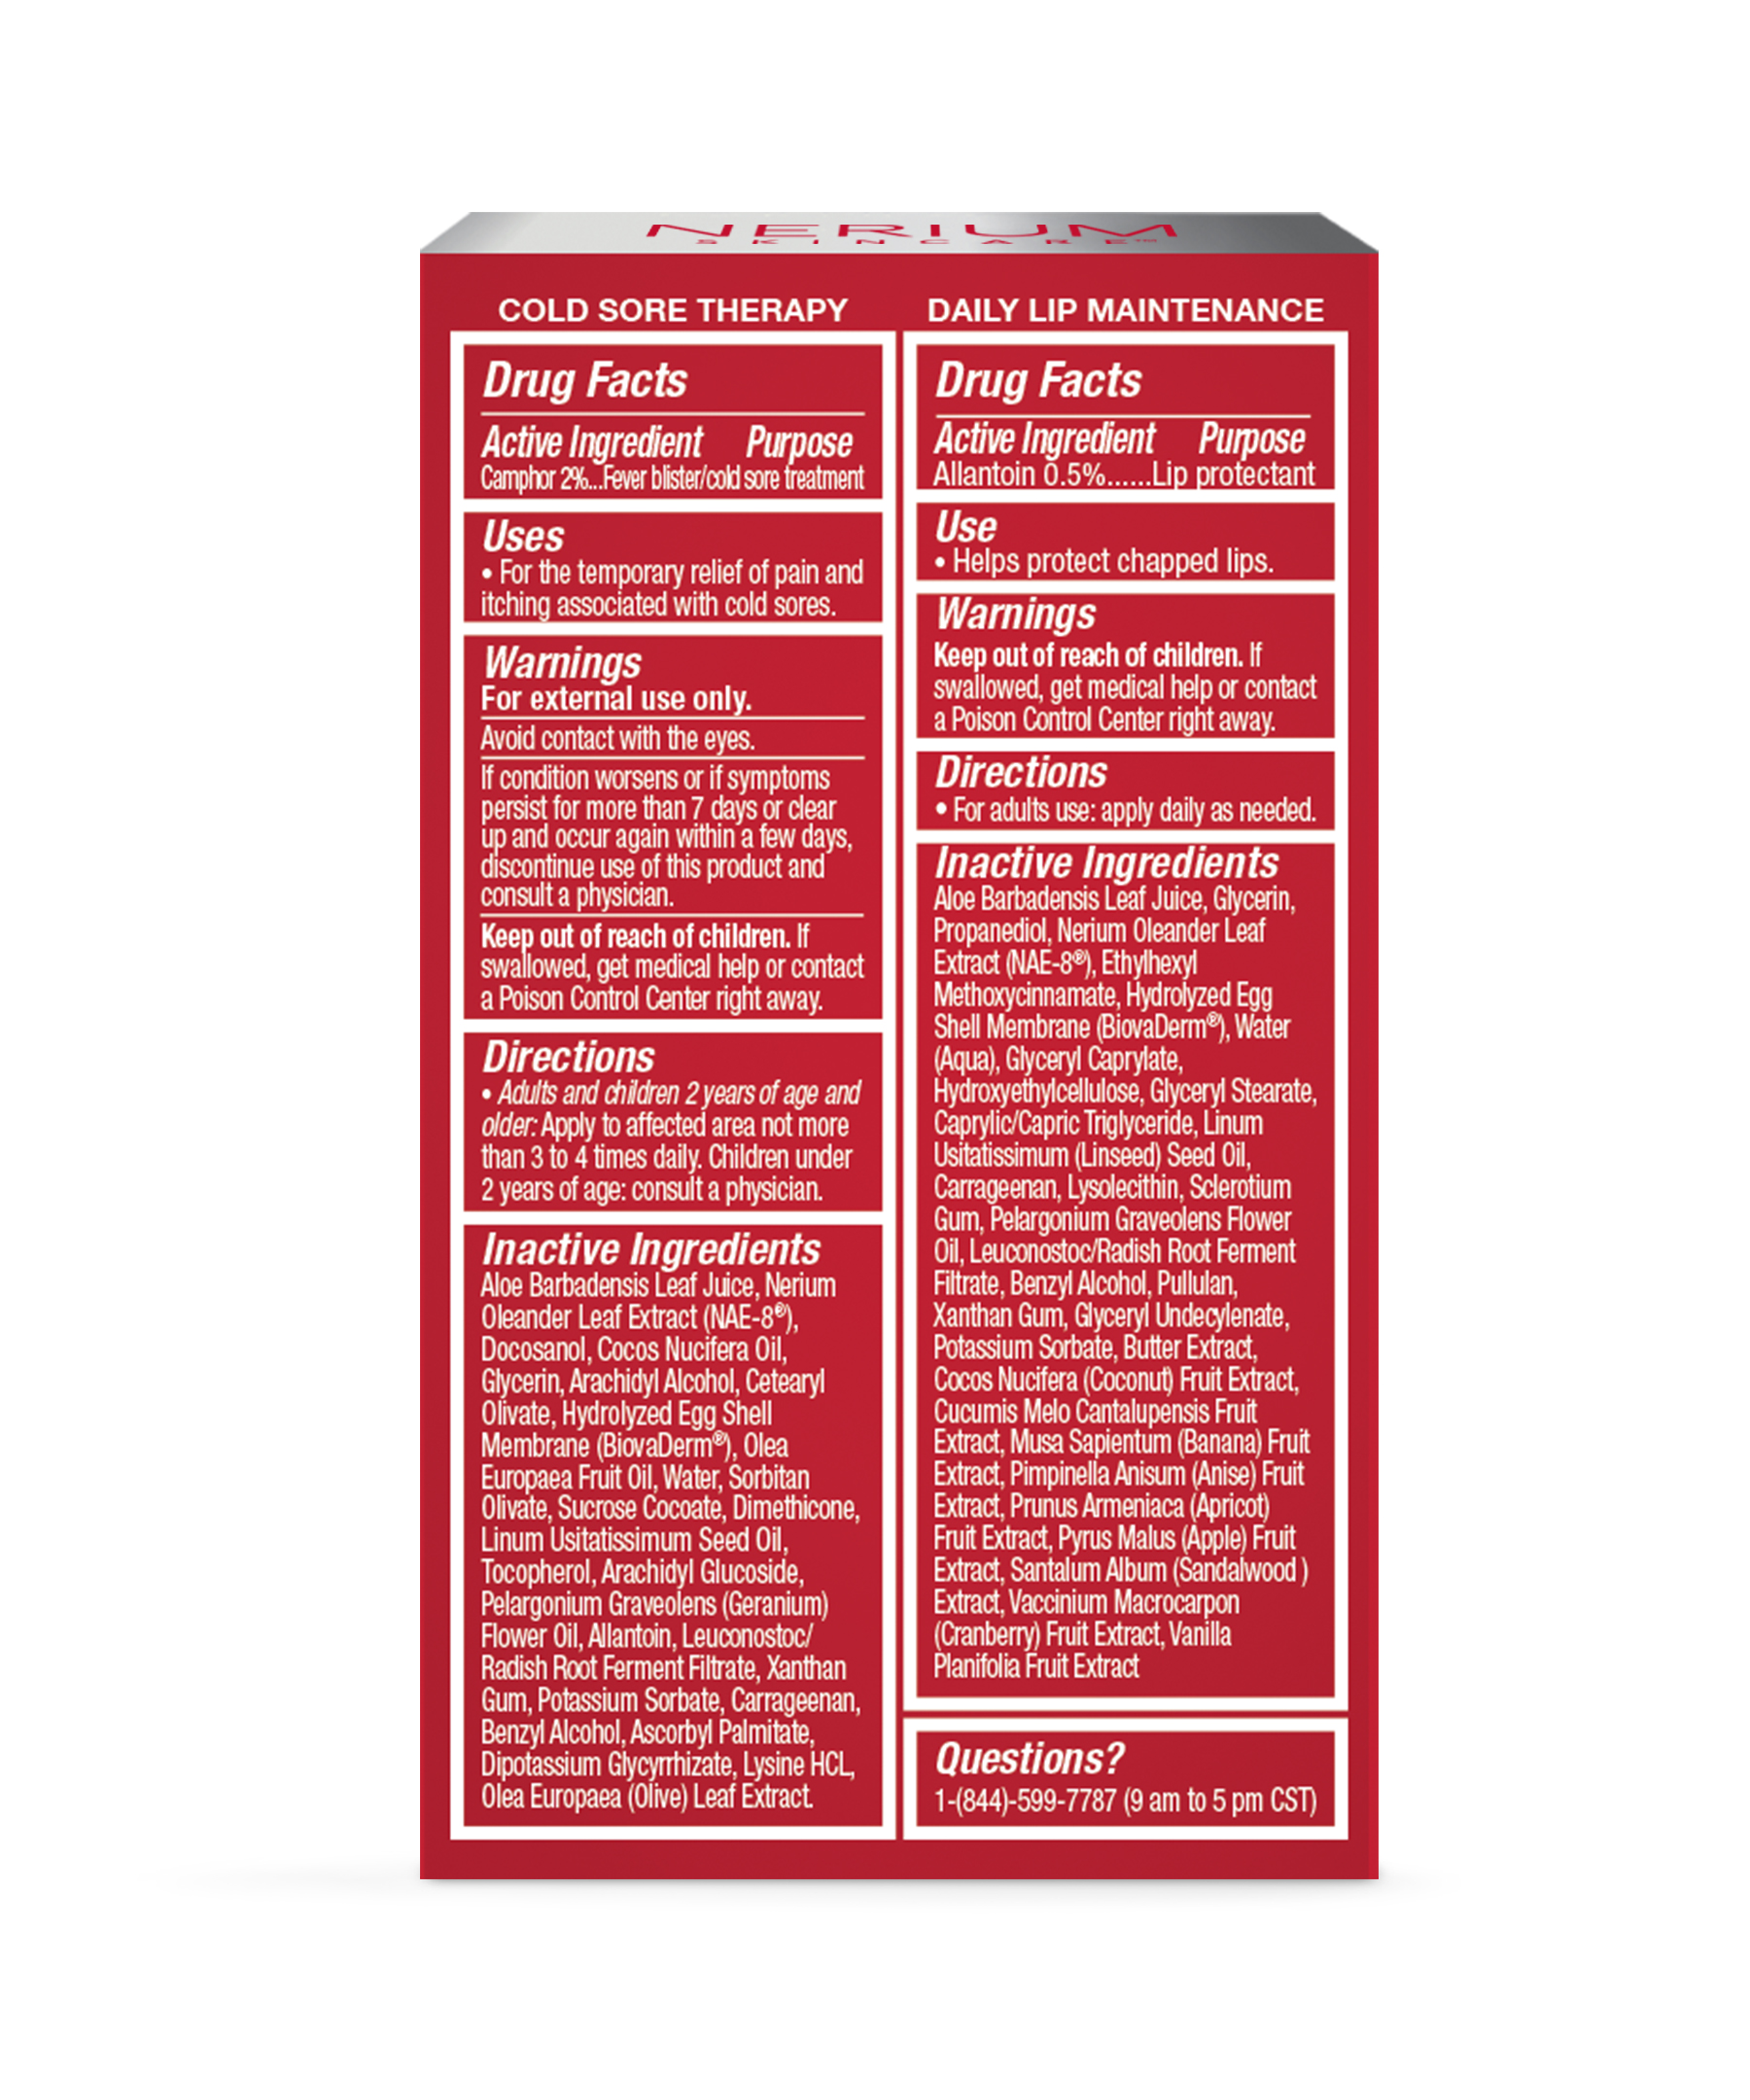 NERIUM
SKINCARE™
COLD SORE THERAPY
Drug Facts
Active Ingredient Purpose
Camphor 2%...Fever blister/cold sore treatment
Uses
• For the temporary relief of pain and
itching associated with cold sores.
Warnings
For external use only.
Avoid contact with the eyes.
If condition worsens or if symptoms
persist for more than 7 days or clear
up and occur again within a few days,
discontinue use of this product and
consult a physician.
Keep out of reach of children. If
swallowed, get medical help or contact
a Poison Control Center right away.
Directions
• Adults and children 2 years of age and
older: Apply to affected area not more
than 3 to 4 times daily. Children under
2 years of age: consult a physician.
Inactive Ingredients
Aloe Barbadensis Leaf Juice, Nerium
Oleander Leaf Extract (NAE-8®),
Docosanol, Cocos Nucifera Oil,
Glycerin, Arachidyl Alcohol, Cetearyl
Olivate, Hydrolyzed Egg Shell
Membrane (BiovaDerm®), Olea
Europaea Fruit Oil, Water, Sorbitan
Olivate, Sucrose Cocoate, Dimethicone,
Linum Usitatissimum Seed Oil,
Tocopherol, Arachidyl Glucoside,
Pelargonium Graveolens (Geranium)
Flower Oil, Allantoin, Leuconostoc/
Radish Root Ferment Filtrate, Xanthan
Gum, Potassium Sorbate, Carrageenan,
Benzyl Alcohol, Ascorbyl Palmitate,
Dipotassium Glycyrrhizate, Lysine HCL,
Olea Europaea (Olive) Leaf Extract.
DAILY LIP MAINTENANCE
Drug Facts
Active Ingredient Purpose
Allantoin 0.5%......Lip protectant
Use
• Helps protect chapped lips.
Warnings
Keep out of reach of children. If
swallowed, get medical help or contact
a Poison Control Center right away.
Directions
• For adults use: apply daily as needed.
Inactive Ingredients
Aloe Barbadensis Leaf Juice, Glycerin,
Propanediol, Nerium Oleander Leaf
Extract (NAE-8®), Ethylhexyl
Methoxycinnamate, Hydrolyzed Egg
Shell Membrane (BiovaDerm®), Water
(Aqua), Glyceryl Caprylate,
Hydroxyethylcellulose, Glyceryl Stearate,
Caprylic/Capric Triglyceride, Linum
Usitatissimum (Linseed) Seed Oil,
Carrageenan, Lysolecithin, Sclerotium
Gum, Pelargonium Graveolens Flower
Oil, Leuconostoc/Radish Root Ferment
Filtrate, Benzyl Alcohol, Pullulan,
Xanthan Gum, Glyceryl Undecylenate,
Potassium Sorbate, Butter Extract,
Cocos Nucifera (Coconut) Fruit Extract,
Cucumis Melo Cantalupensis Fruit
Extract, Musa Sapientum (Banana) Fruit
Extract, Pimpinella Anisum (Anise) Fruit
Extract, Prunus Armeniaca (Apricot)
Fruit Extract, Pyrus Malus (Apple) Fruit
Extract, Santalum Album (Sandalwood )
Extract, Vaccinium Macrocarpon
(Cranberry) Fruit Extract, Vanilla
Planifolia Fruit Extract
Questions?
1-(844)-599-7787 (9 am to 5 pm CST)